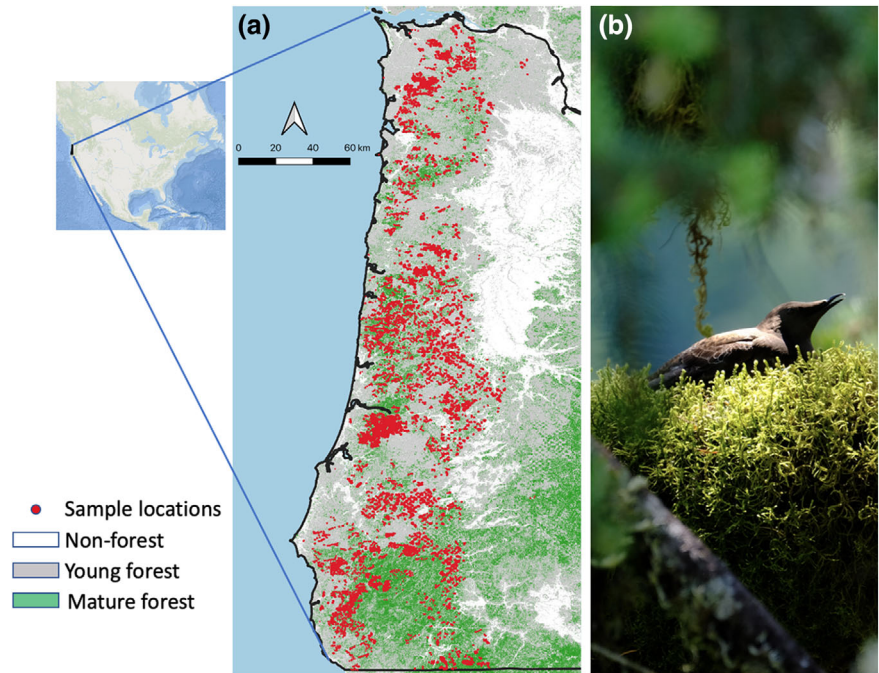 (a)
(b)
0 20 40 60 km
Sample locations
Non-forest
Young forest
Mature forest